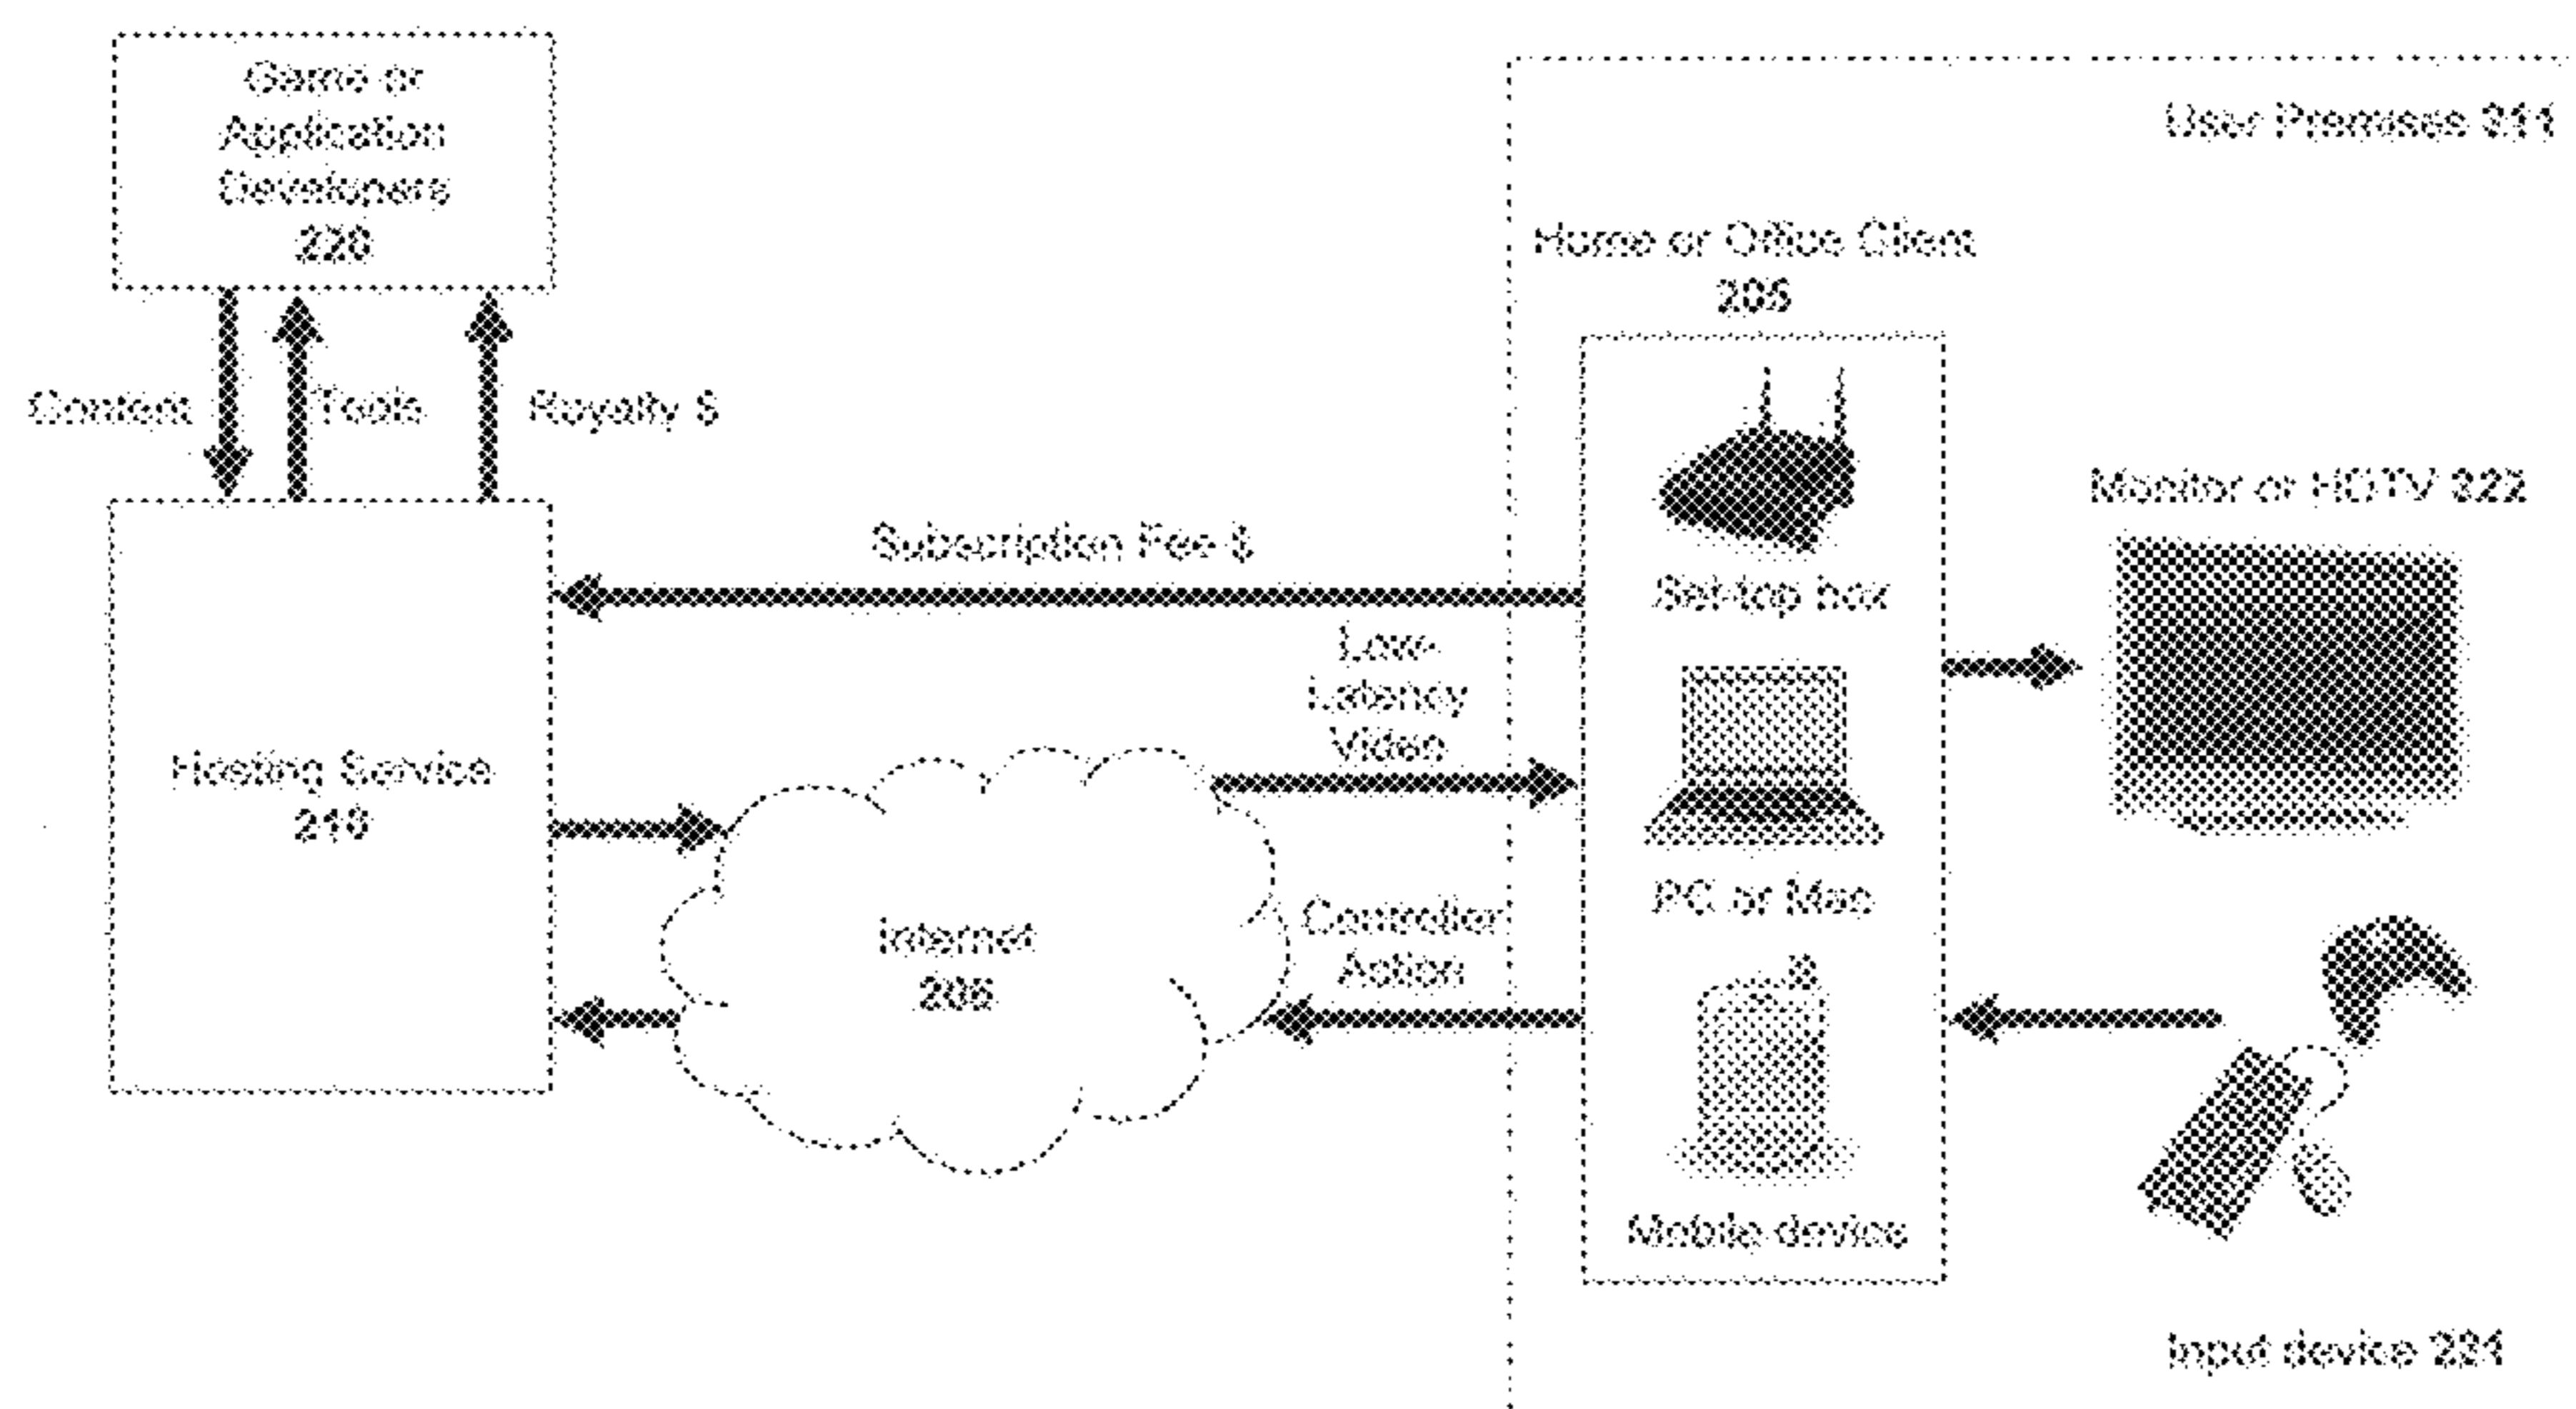 Game or
Application
Developers
220
User Premises 211
Home or Office Client
205
Content
Tools
Royalty $
Monitor or HDTV 222
Subscription Fee $
Set-top box
Low-
Latency
Video
Hosting Service
210
PC or Mac
Internet
206
Controller
Action
Mobile device
Input device 221